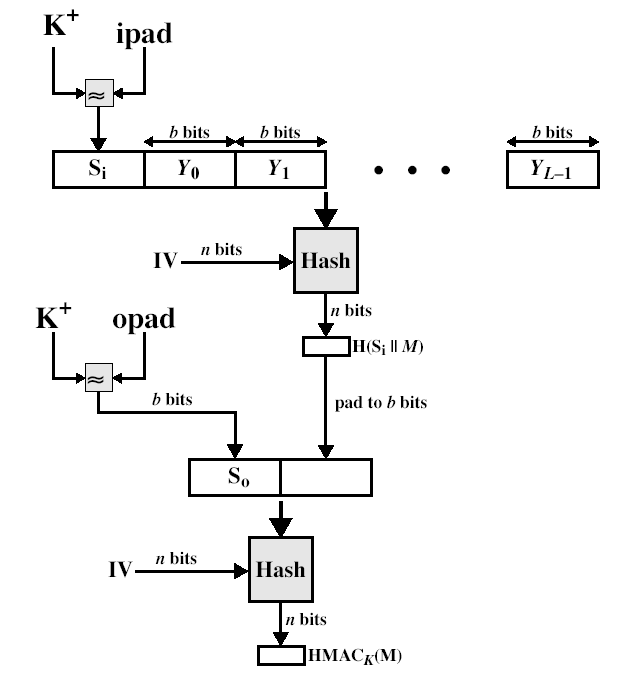 K+ ipad
≈
b bits b bits b bits
Si Y0 Y1 • • • YL–1
IV n bits Hash
n bits
K+ opad
H(Si || M)
≈
b bits pad to b bits
So
IV n bits Hash
n bits
HMACK(M)